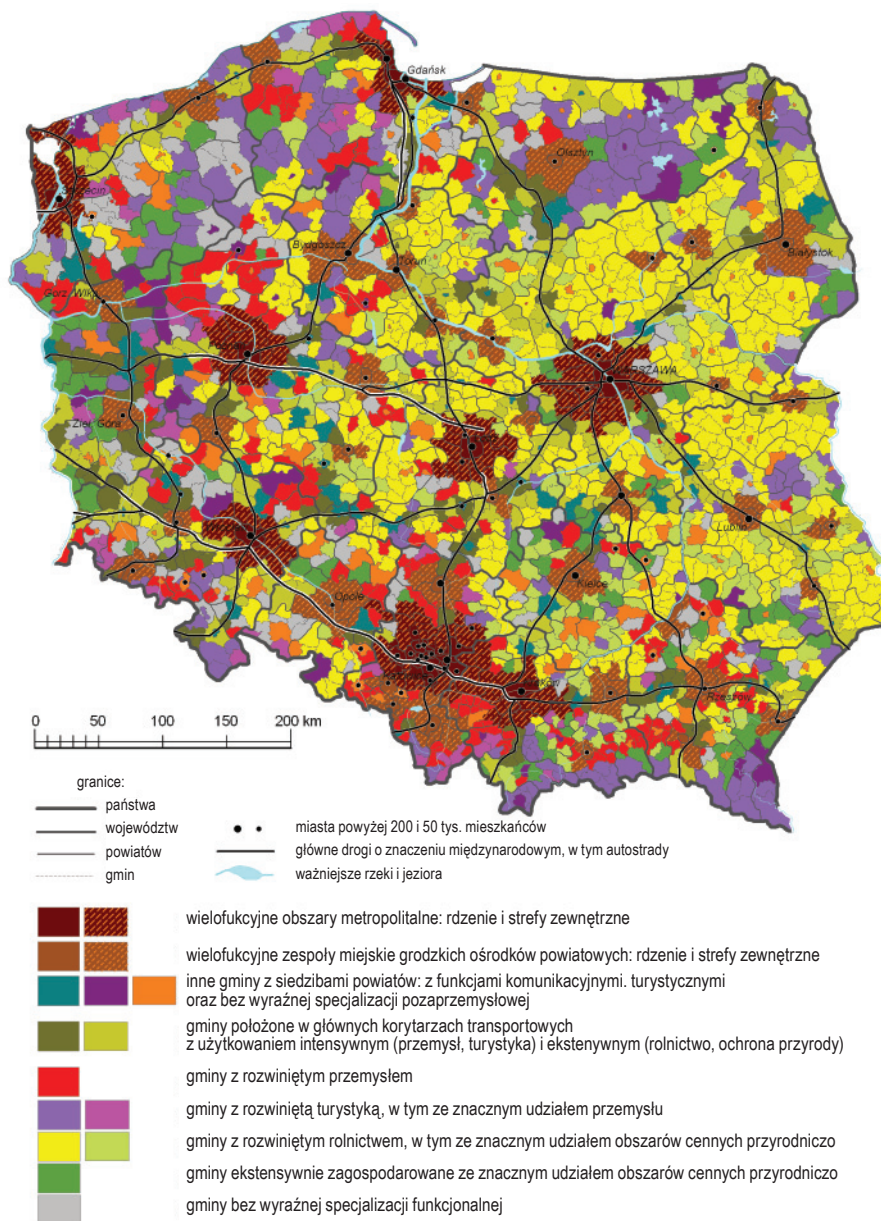 Gdańsk
Olsztyn
Bydgoszcz
Toruń
Białystok
Gorz. Wlkp.
WARSZAWA
Ziel. Góra
Lublin
Kielce
Opole
Rzeszów
0 50 100 200 km
granice:
państwa
województw
powiatów
gmin
miasta powyżej 200 i 50 tys. mieszkańców
główne drogi o znaczeniu międzynarodowym, w tym autostrady
ważniejsze rzeki i jeziora
wielofukcyjne obszary metropolitalne: rdzenie i strefy zewnętrzne
wielofukcyjne zespoły miejskie grodzkich ośrodków powiatowych: rdzenie i strefy zewnętrzne
inne gminy z siedzibami powiatów: z funkcjami komunikacyjnymi. turystycznymi
oraz bez wyraźnej specjalizacji pozaprzemysłowej
gminy położone w głównych korytarzach transportowych
z użytkowaniem intensywnym (przemysł, turystyka) i ekstenywnym (rolnictwo, ochrona przyrody)
gminy z rozwiniętym przemysłem
gminy z rozwiniętą turystyką, w tym ze znacznym udziałem przemysłu
gminy z rozwiniętym rolnictwem, w tym ze znacznym udziałem obszarów cennych przyrodniczo
gminy ekstensywnie zagospodarowane ze znacznym udziałem obszarów cennych przyrodniczo
gminy bez wyraźnej specjalizacji funkcjonalnej